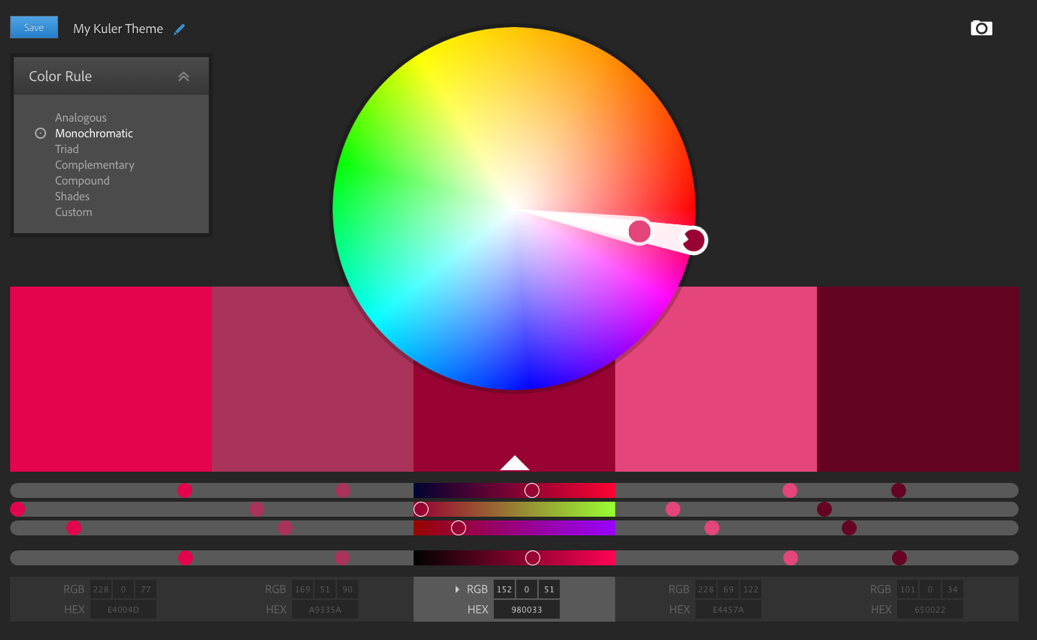 Save My Kuler Theme
Color Rule
Analogous
Monochromatic
Triad
Complementary
Compound
Shades
Custom
RGB 228 0 77 RGB 169 51 90 RGB 152 0 51 RGB 228 69 122 RGB 101 0 34
HEX E4004D HEX A9335A HEX 980033 HEX E4457A HEX 650022